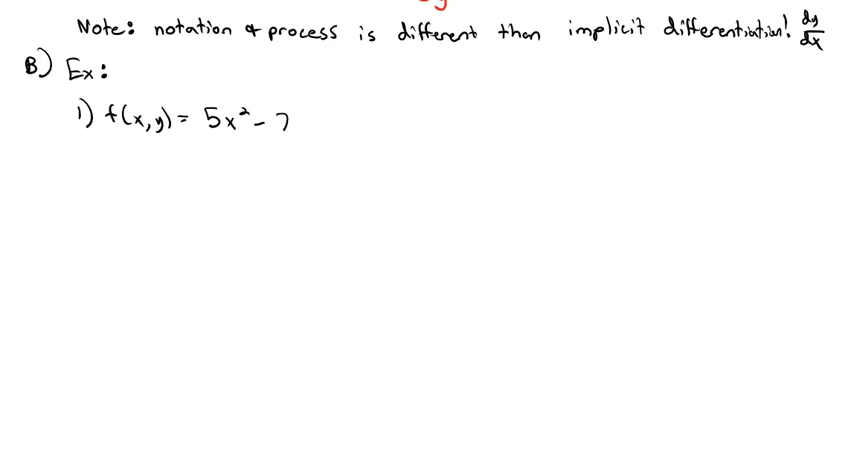 y
Note: notation & process is different than implicit differentiation! dy/dx
B) Ex:
1) f(x,y) = 5x² - 7